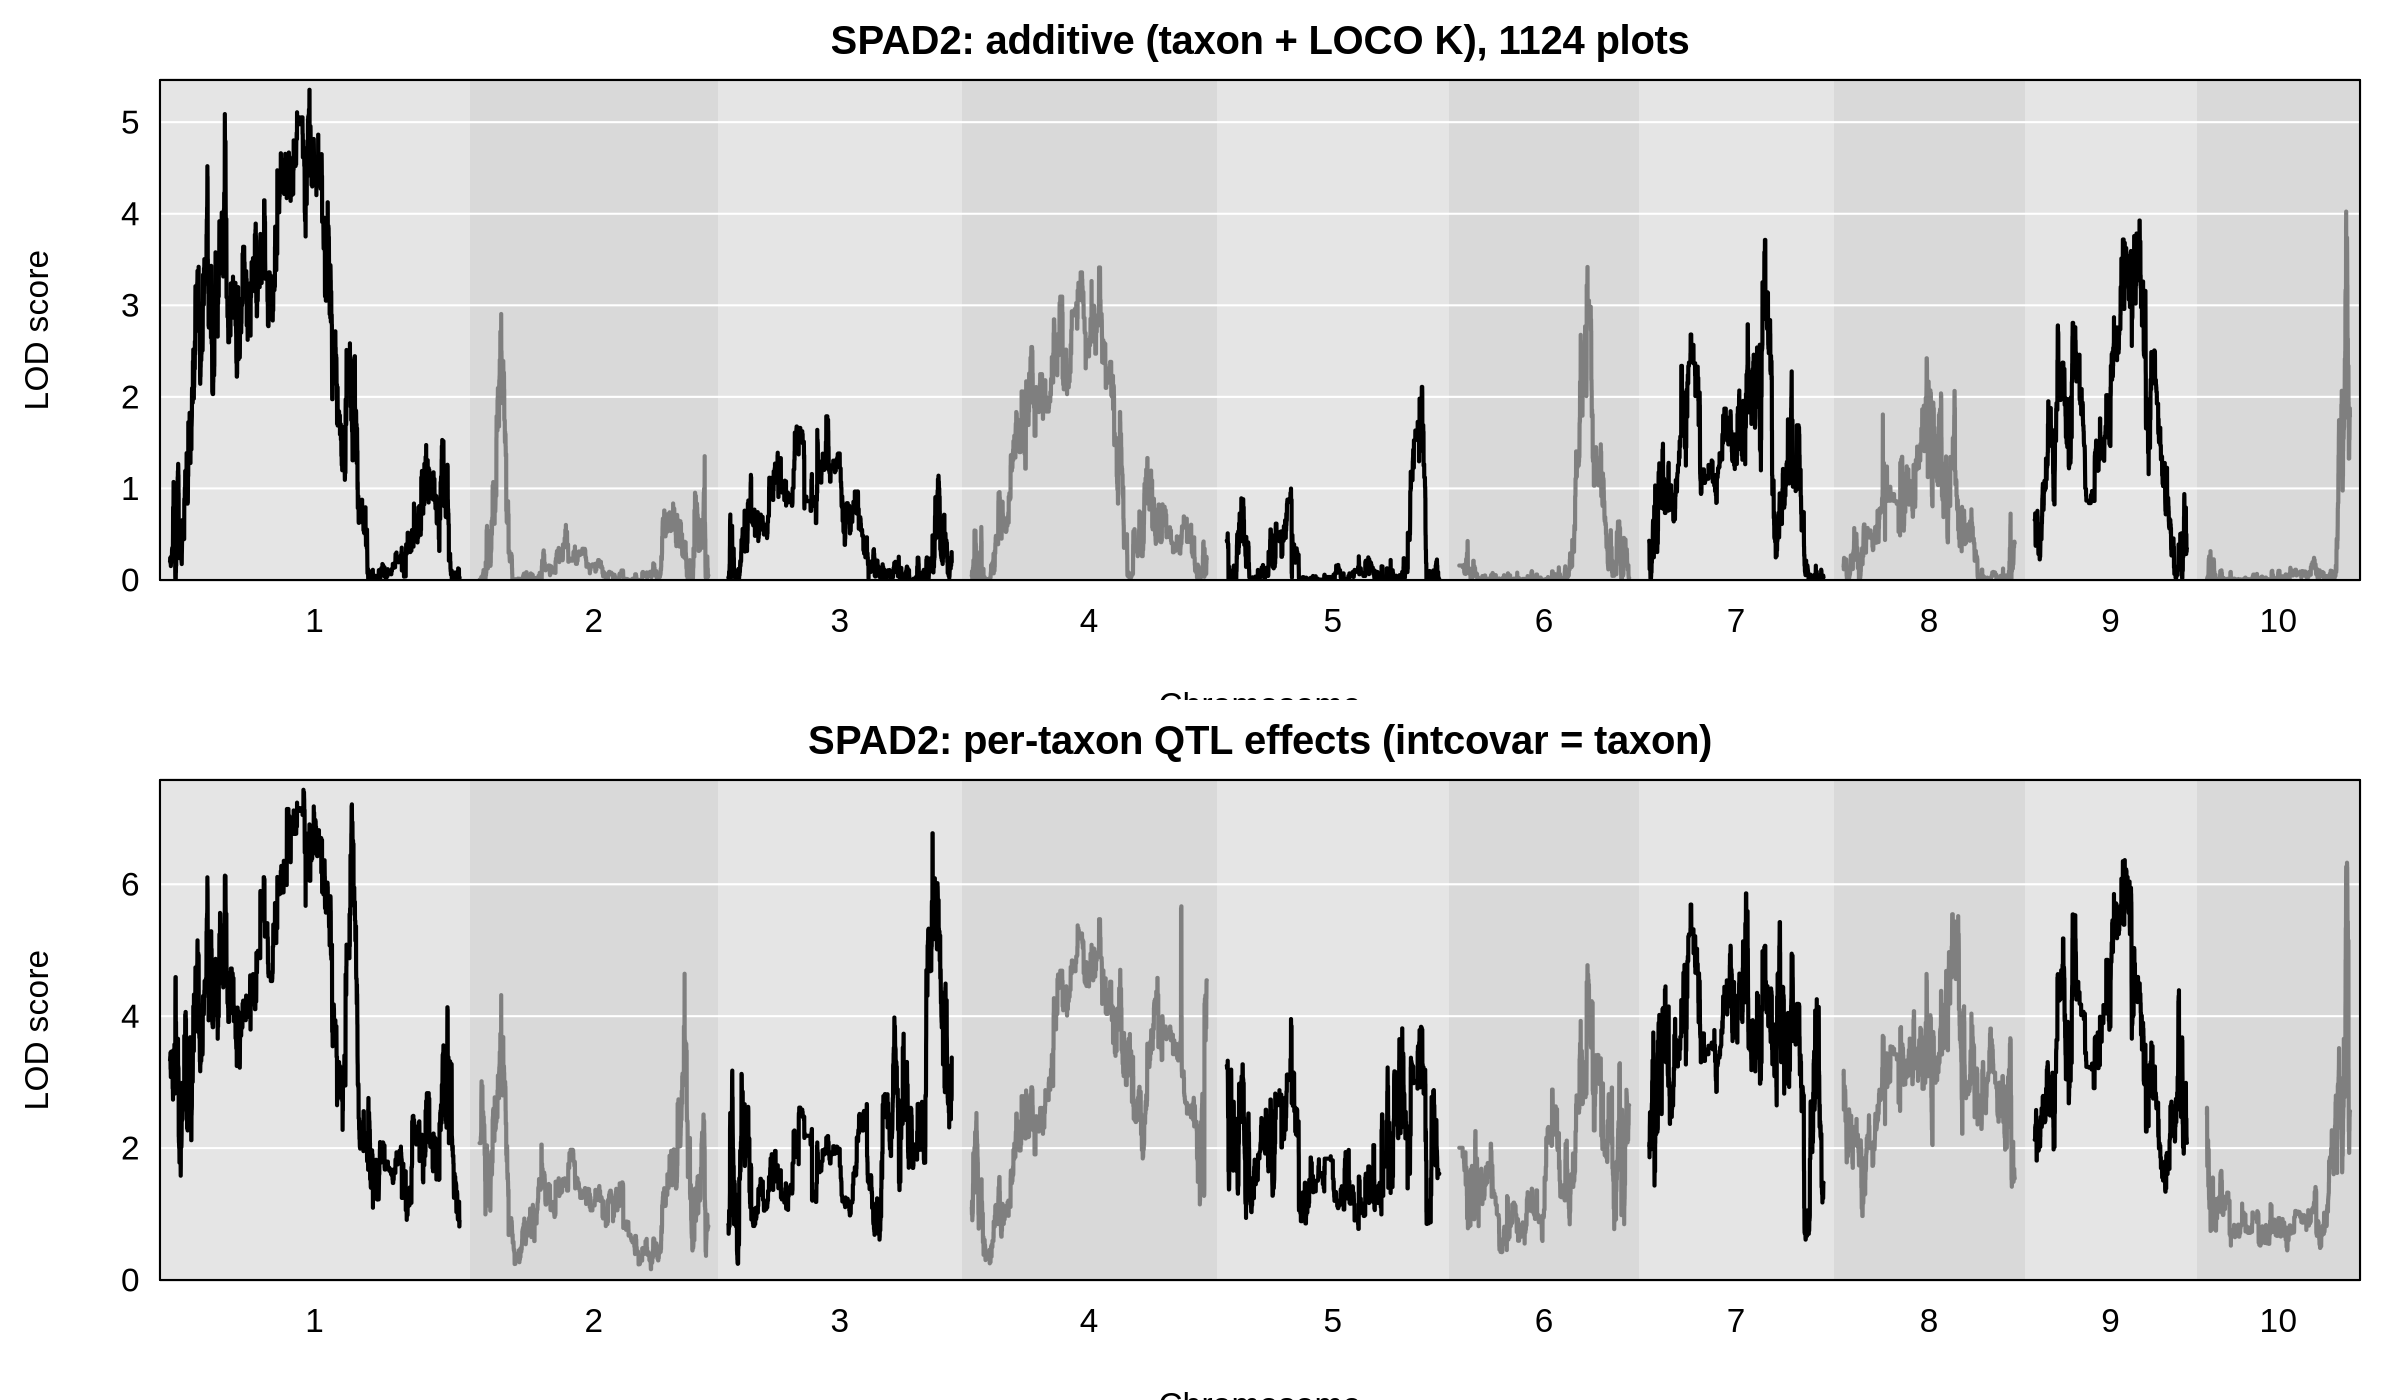 SPAD2: additive (taxon + LOCO K), 1124 plots
LOD score
5
4
3
2
1
0
1 2 3 4 5 6 7 8 9 10
Chromosome
SPAD2: per-taxon QTL effects (intcovar = taxon)
LOD score
6
4
2
0
1 2 3 4 5 6 7 8 9 10
Chromosome